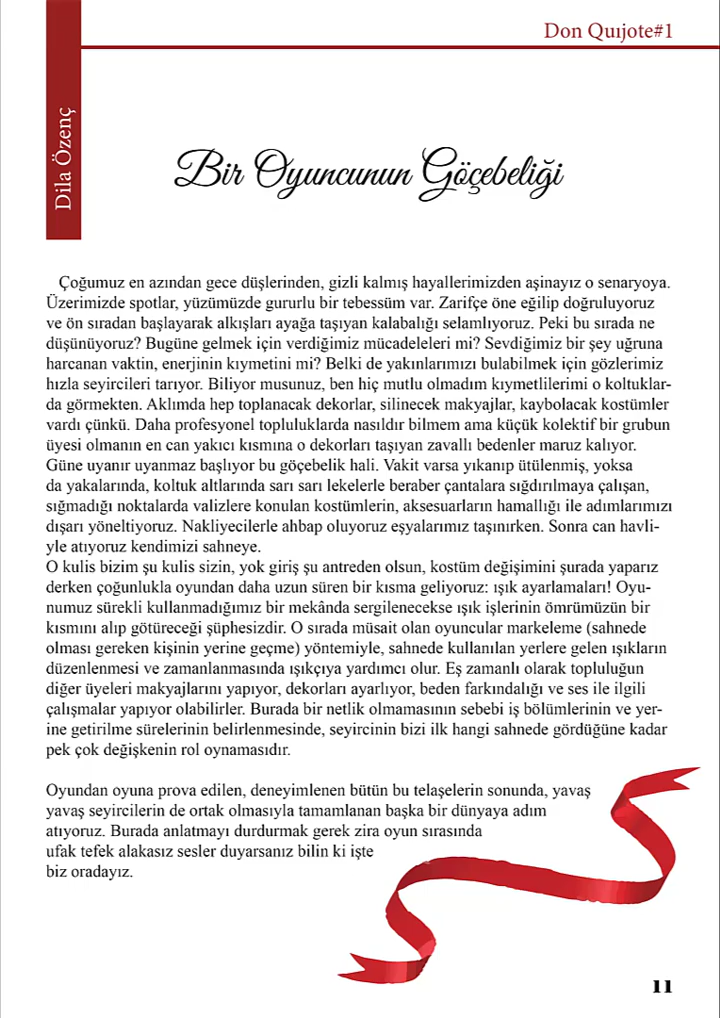 Don Quıjote#1
Dila Özenç
Bir Oyuncunun Göçebeliği
Çoğumuz en azından gece düşlerinden, gizli kalmış hayallerimizden aşinayız o senaryoya.
Üzerimizde spotlar, yüzümüzde gururlu bir tebessüm var. Zarifçe öne eğilip doğruluyoruz
ve ön sıradan başlayarak alkışları ayağa taşıyan kalabalığı selamlıyoruz. Peki bu sırada ne
düşünüyoruz? Bugüne gelmek için verdiğimiz mücadeleleri mi? Sevdiğimiz bir şey uğruna
harcanan vaktin, enerjinin kıymetini mi? Belki de yakınlarımızı bulabilmek için gözlerimiz
hızla seyircileri tarıyor. Biliyor musunuz, ben hiç mutlu olmadım kıymetlilerimi o koltuklar-
da görmekten. Aklımda hep toplanacak dekorlar, silinecek makyajlar, kaybolacak kostümler
vardı çünkü. Daha profesyonel topluluklarda nasıldır bilmem ama küçük kolektif bir grubun
üyesi olmanın en can yakıcı kısmına o dekorları taşıyan zavallı bedenler maruz kalıyor.
Güne uyanır uyanmaz başlıyor bu göçebelik hali. Vakit varsa yıkanıp ütülenmiş, yoksa
da yakalarında, koltuk altlarında sarı sarı lekelerle beraber çantalara sığdırılmaya çalışan,
sığmadığı noktalarda valizlere konulan kostümlerin, aksesuarların hamallığı ile adımlarımızı
dışarı yöneltiyoruz. Nakliyecilerle ahbap oluyoruz eşyalarımız taşınırken. Sonra can havli-
yle atıyoruz kendimizi sahneye.
O kulis bizim şu kulis sizin, yok giriş şu antreden olsun, kostüm değişimini şurada yaparız
derken çoğunlukla oyundan daha uzun süren bir kısma geliyoruz: ışık ayarlamaları! Oyu-
numuz sürekli kullanmadığımız bir mekânda sergilenecekse ışık işlerinin ömrümüzün bir
kısmını alıp götüreceği şüphesizdir. O sırada müsait olan oyuncular markeleme (sahnede
olması gereken kişinin yerine geçme) yöntemiyle, sahnede kullanılan yerlere gelen ışıkların
düzenlenmesi ve zamanlanmasında ışıkçıya yardımcı olur. Eş zamanlı olarak topluluğun
diğer üyeleri makyajlarını yapıyor, dekorları ayarlıyor, beden farkındalığı ve ses ile ilgili
çalışmalar yapıyor olabilirler. Burada bir netlik olmamasının sebebi iş bölümlerinin ve yer-
ine getirilme sürelerinin belirlenmesinde, seyircinin bizi ilk hangi sahnede gördüğüne kadar
pek çok değişkenin rol oynamasıdır.
Oyundan oyuna prova edilen, deneyimlenen bütün bu telaşelerin sonunda, yavaş
yavaş seyircilerin de ortak olmasıyla tamamlanan başka bir dünyaya adım
atıyoruz. Burada anlatmayı durdurmak gerek zira oyun sırasında
ufak tefek alakasız sesler duyarsanız bilin ki işte
biz oradayız.
11